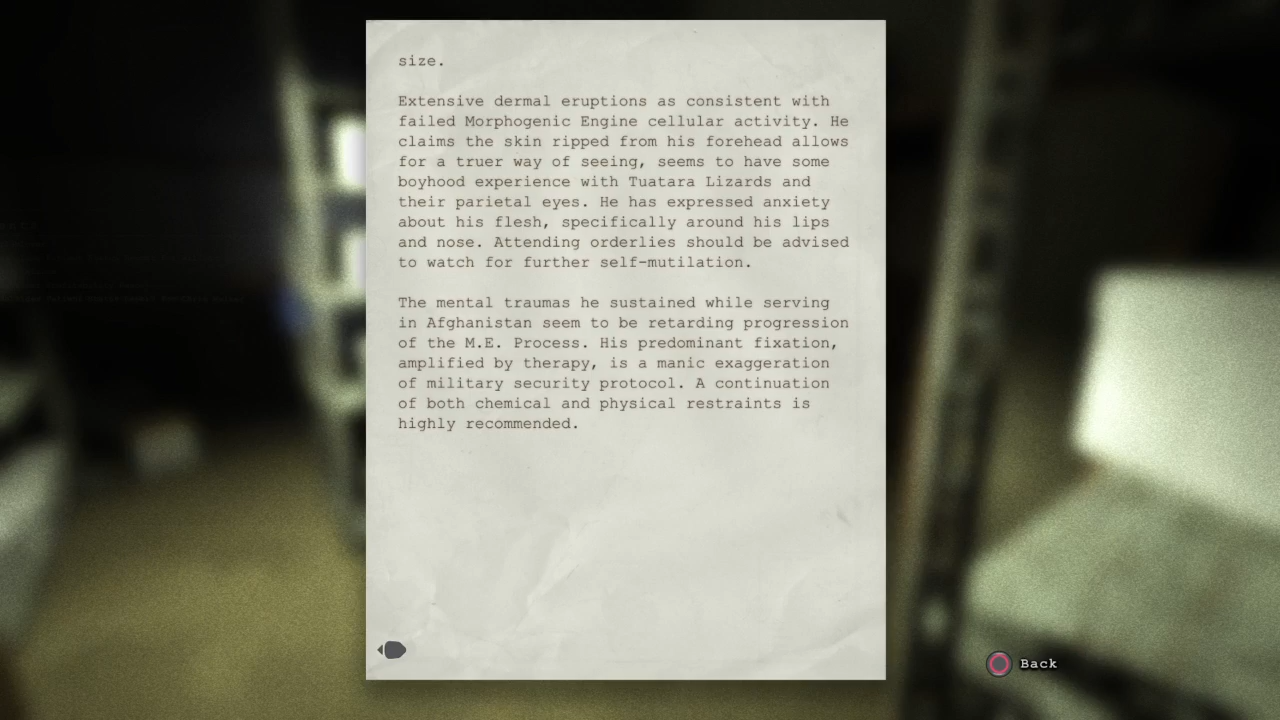 size.
Extensive dermal eruptions as consistent with
failed Morphogenic Engine cellular activity. He
claims the skin ripped from his forehead allows
for a truer way of seeing, seems to have some
boyhood experience with Tuatara Lizards and
their parietal eyes. He has expressed anxiety
about his flesh, specifically around his lips
and nose. Attending orderlies should be advised
to watch for further self-mutilation.
The mental traumas he sustained while serving
in Afghanistan seem to be retarding progression
of the M.E. Process. His predominant fixation,
amplified by therapy, is a manic exaggeration
of military security protocol. A continuation
of both chemical and physical restraints is
highly recommended.
Back